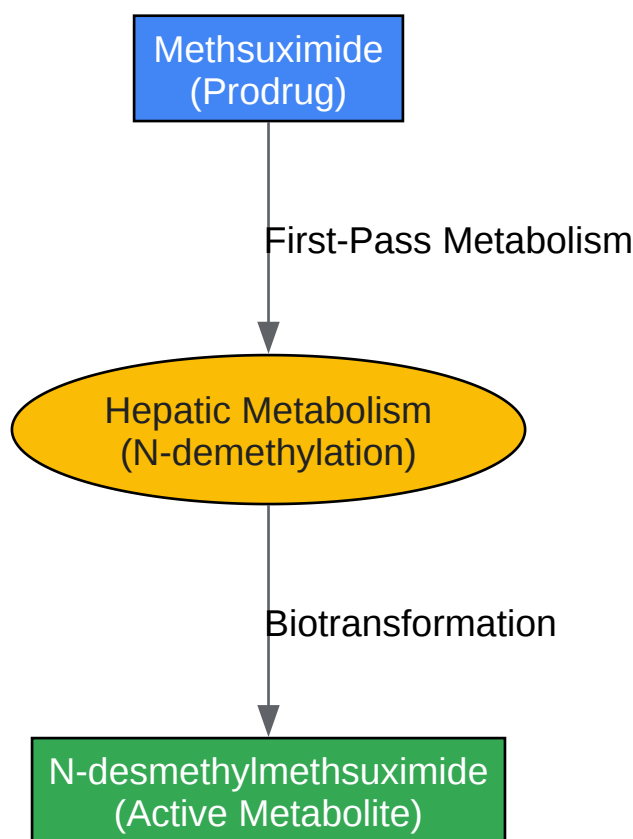 Methsuximide
(Prodrug)
First-Pass Metabolism
Hepatic Metabolism
(N-demethylation)
Biotransformation
N-desmethylmethsuximide
(Active Metabolite)